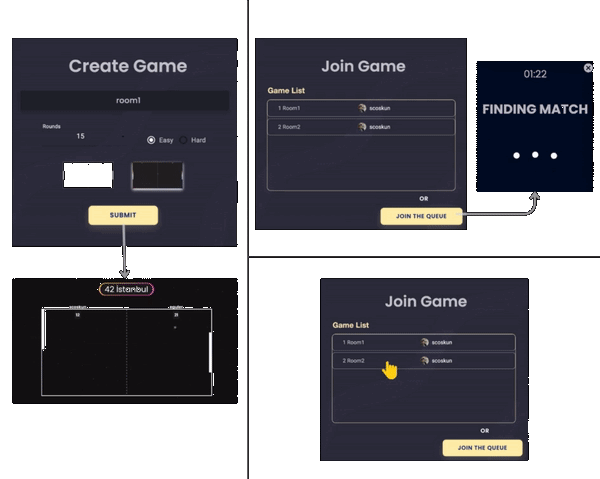 Create Game
room1
Rounds
15
Easy
Hard
SUBMIT
42 İstanbul
scoskun
Join Game
Game List
1 Room1 scoskun
2 Room2 scoskun
OR
JOIN THE QUEUE
01:22
FINDING MATCH
Join Game
Game List
1 Room1 scoskun
2 Room2 scoskun
OR
JOIN THE QUEUE